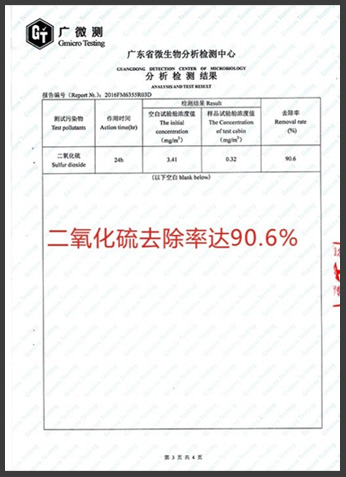 广微测
Gmicro Testing
广东省微生物分析检测中心
GUANGDONG DETECTION CENTER OF MICROBIOLOGY
分析检测结果
ANALYSIS AND TEST RESULT
报告编号（Report №.）：2016FM6355R03D
测试污染物
Test pollutants
作用时间
Action time(hr)
检测结果 Result
空白试验舱浓度值
The initial
concentration
(mg/m³)
样品试验舱浓度值
The Concentration
of test cabin
(mg/m³)
去除率
Removal rate
(%)
二氧化硫
Sulfur dioxide
24h
3.41
0.32
90.6
（以下空白 blank below）
二氧化硫去除率达90.6%
第 3 页 共 4 页